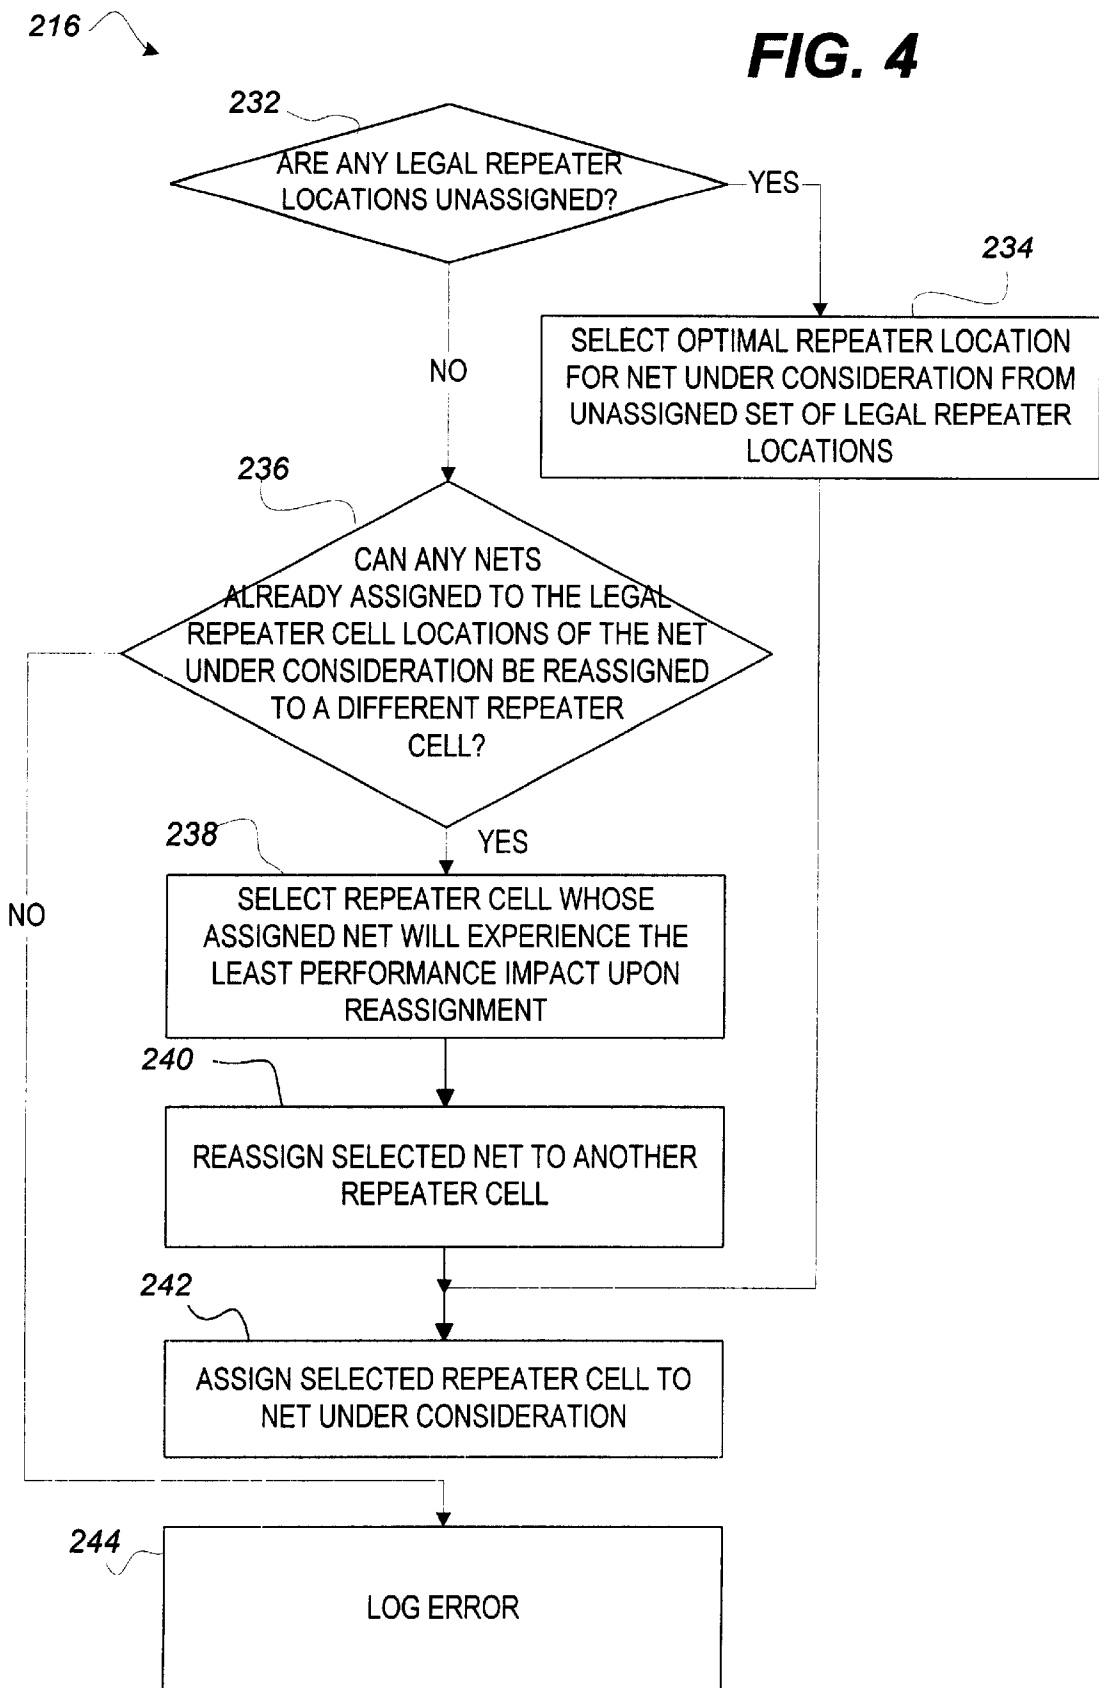 216
FIG. 4
232
ARE ANY LEGAL REPEATER
LOCATIONS UNASSIGNED?
YES
234
SELECT OPTIMAL REPEATER LOCATION
FOR NET UNDER CONSIDERATION FROM
UNASSIGNED SET OF LEGAL REPEATER
LOCATIONS
NO
236
CAN ANY NETS
ALREADY ASSIGNED TO THE LEGAL
REPEATER CELL LOCATIONS OF THE NET
UNDER CONSIDERATION BE REASSIGNED
TO A DIFFERENT REPEATER
CELL?
YES
238
SELECT REPEATER CELL WHOSE
ASSIGNED NET WILL EXPERIENCE THE
LEAST PERFORMANCE IMPACT UPON
REASSIGNMENT
NO
240
REASSIGN SELECTED NET TO ANOTHER
REPEATER CELL
242
ASSIGN SELECTED REPEATER CELL TO
NET UNDER CONSIDERATION
244
LOG ERROR